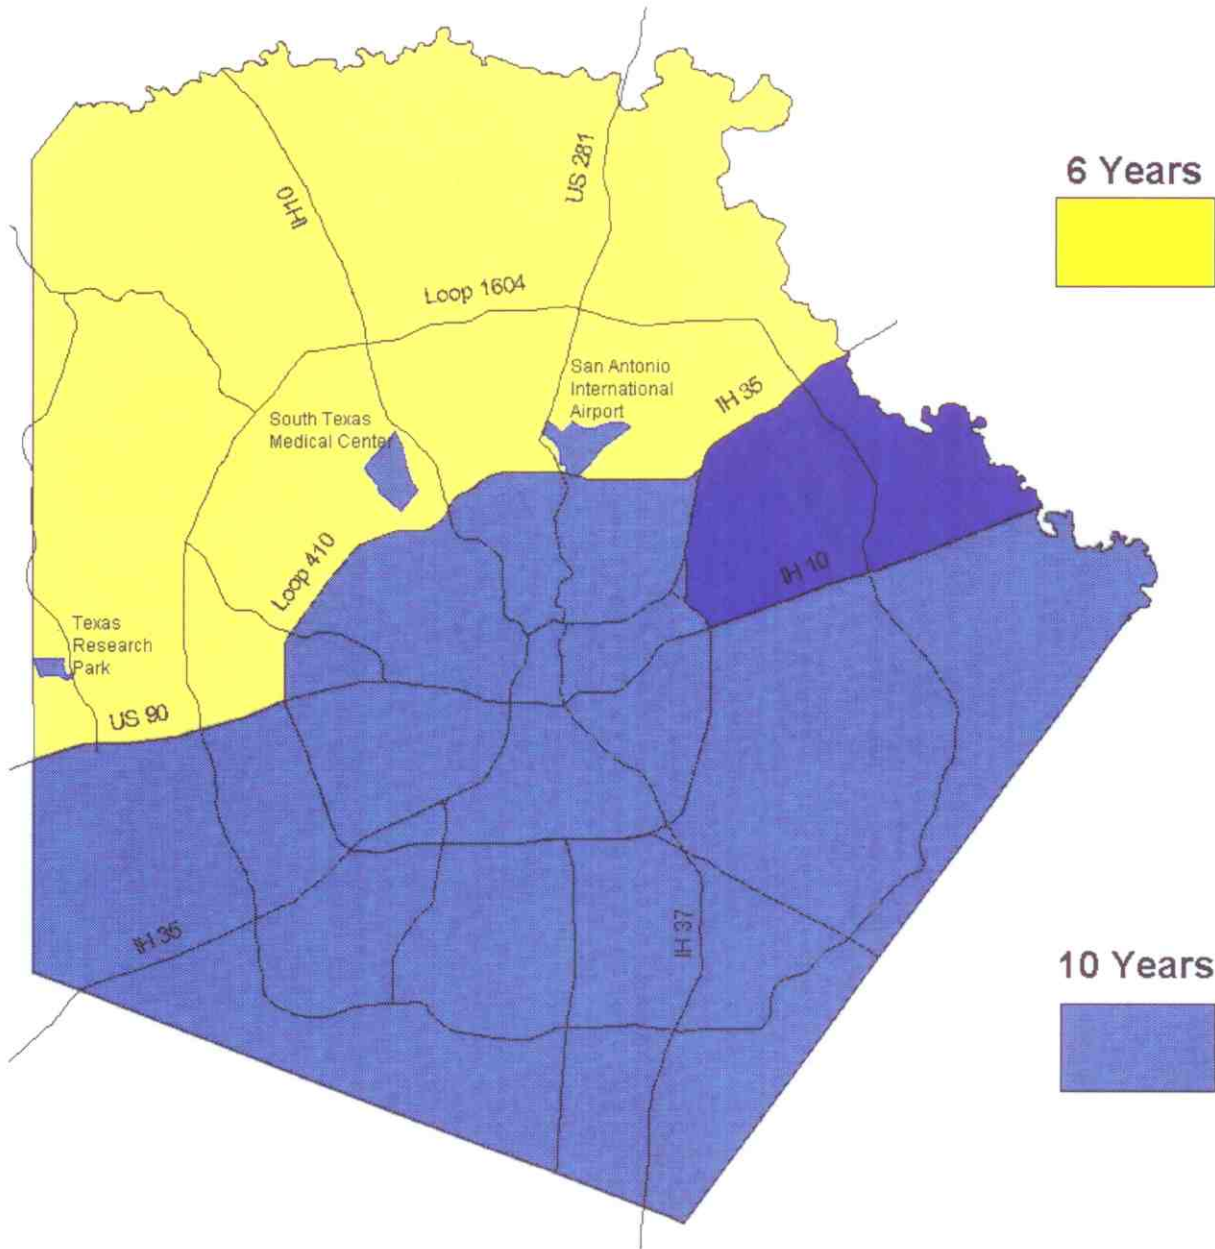 US 281
6 Years
IH10
Loop 1604
San Antonio
International
Airport
IH 35
South Texas
Medical Center
Loop 410
IH 10
Texas
Research
Park
US 90
IH 35
IH 37
10 Years